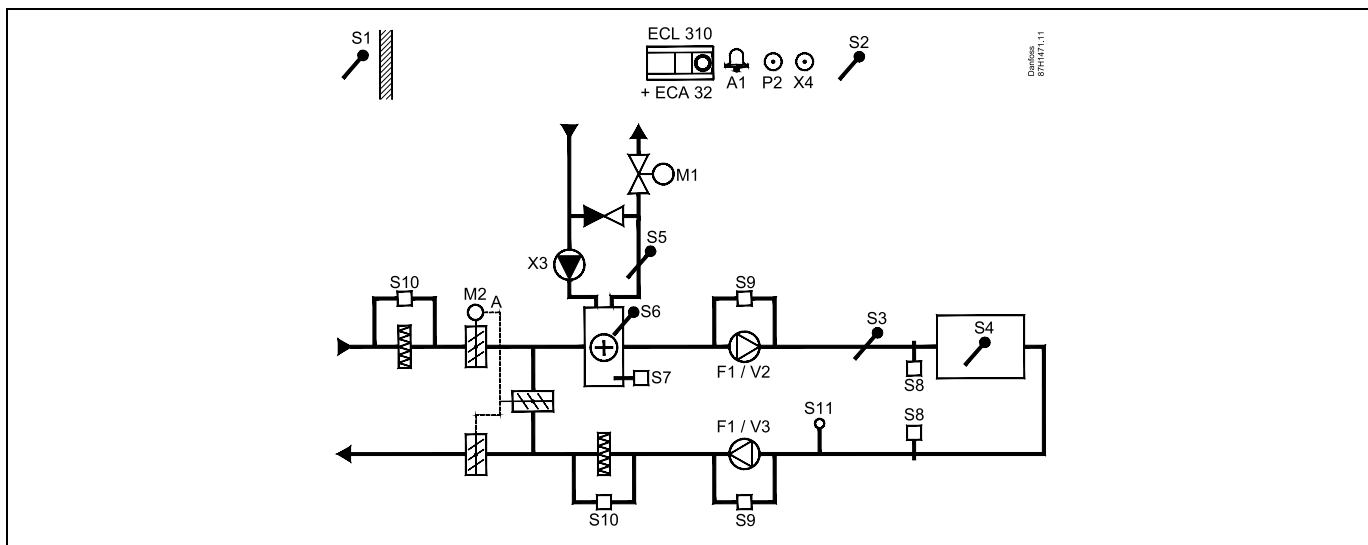 S1
ECL 310
+ ECA 32
A1
P2
X4
S2
Danfoss
87H1471.11
M1
S5
X3
S10
M2
A
S6
S9
S3
S4
F1 / V2
S7
S8
S11
S8
F1 / V3
S10
S9